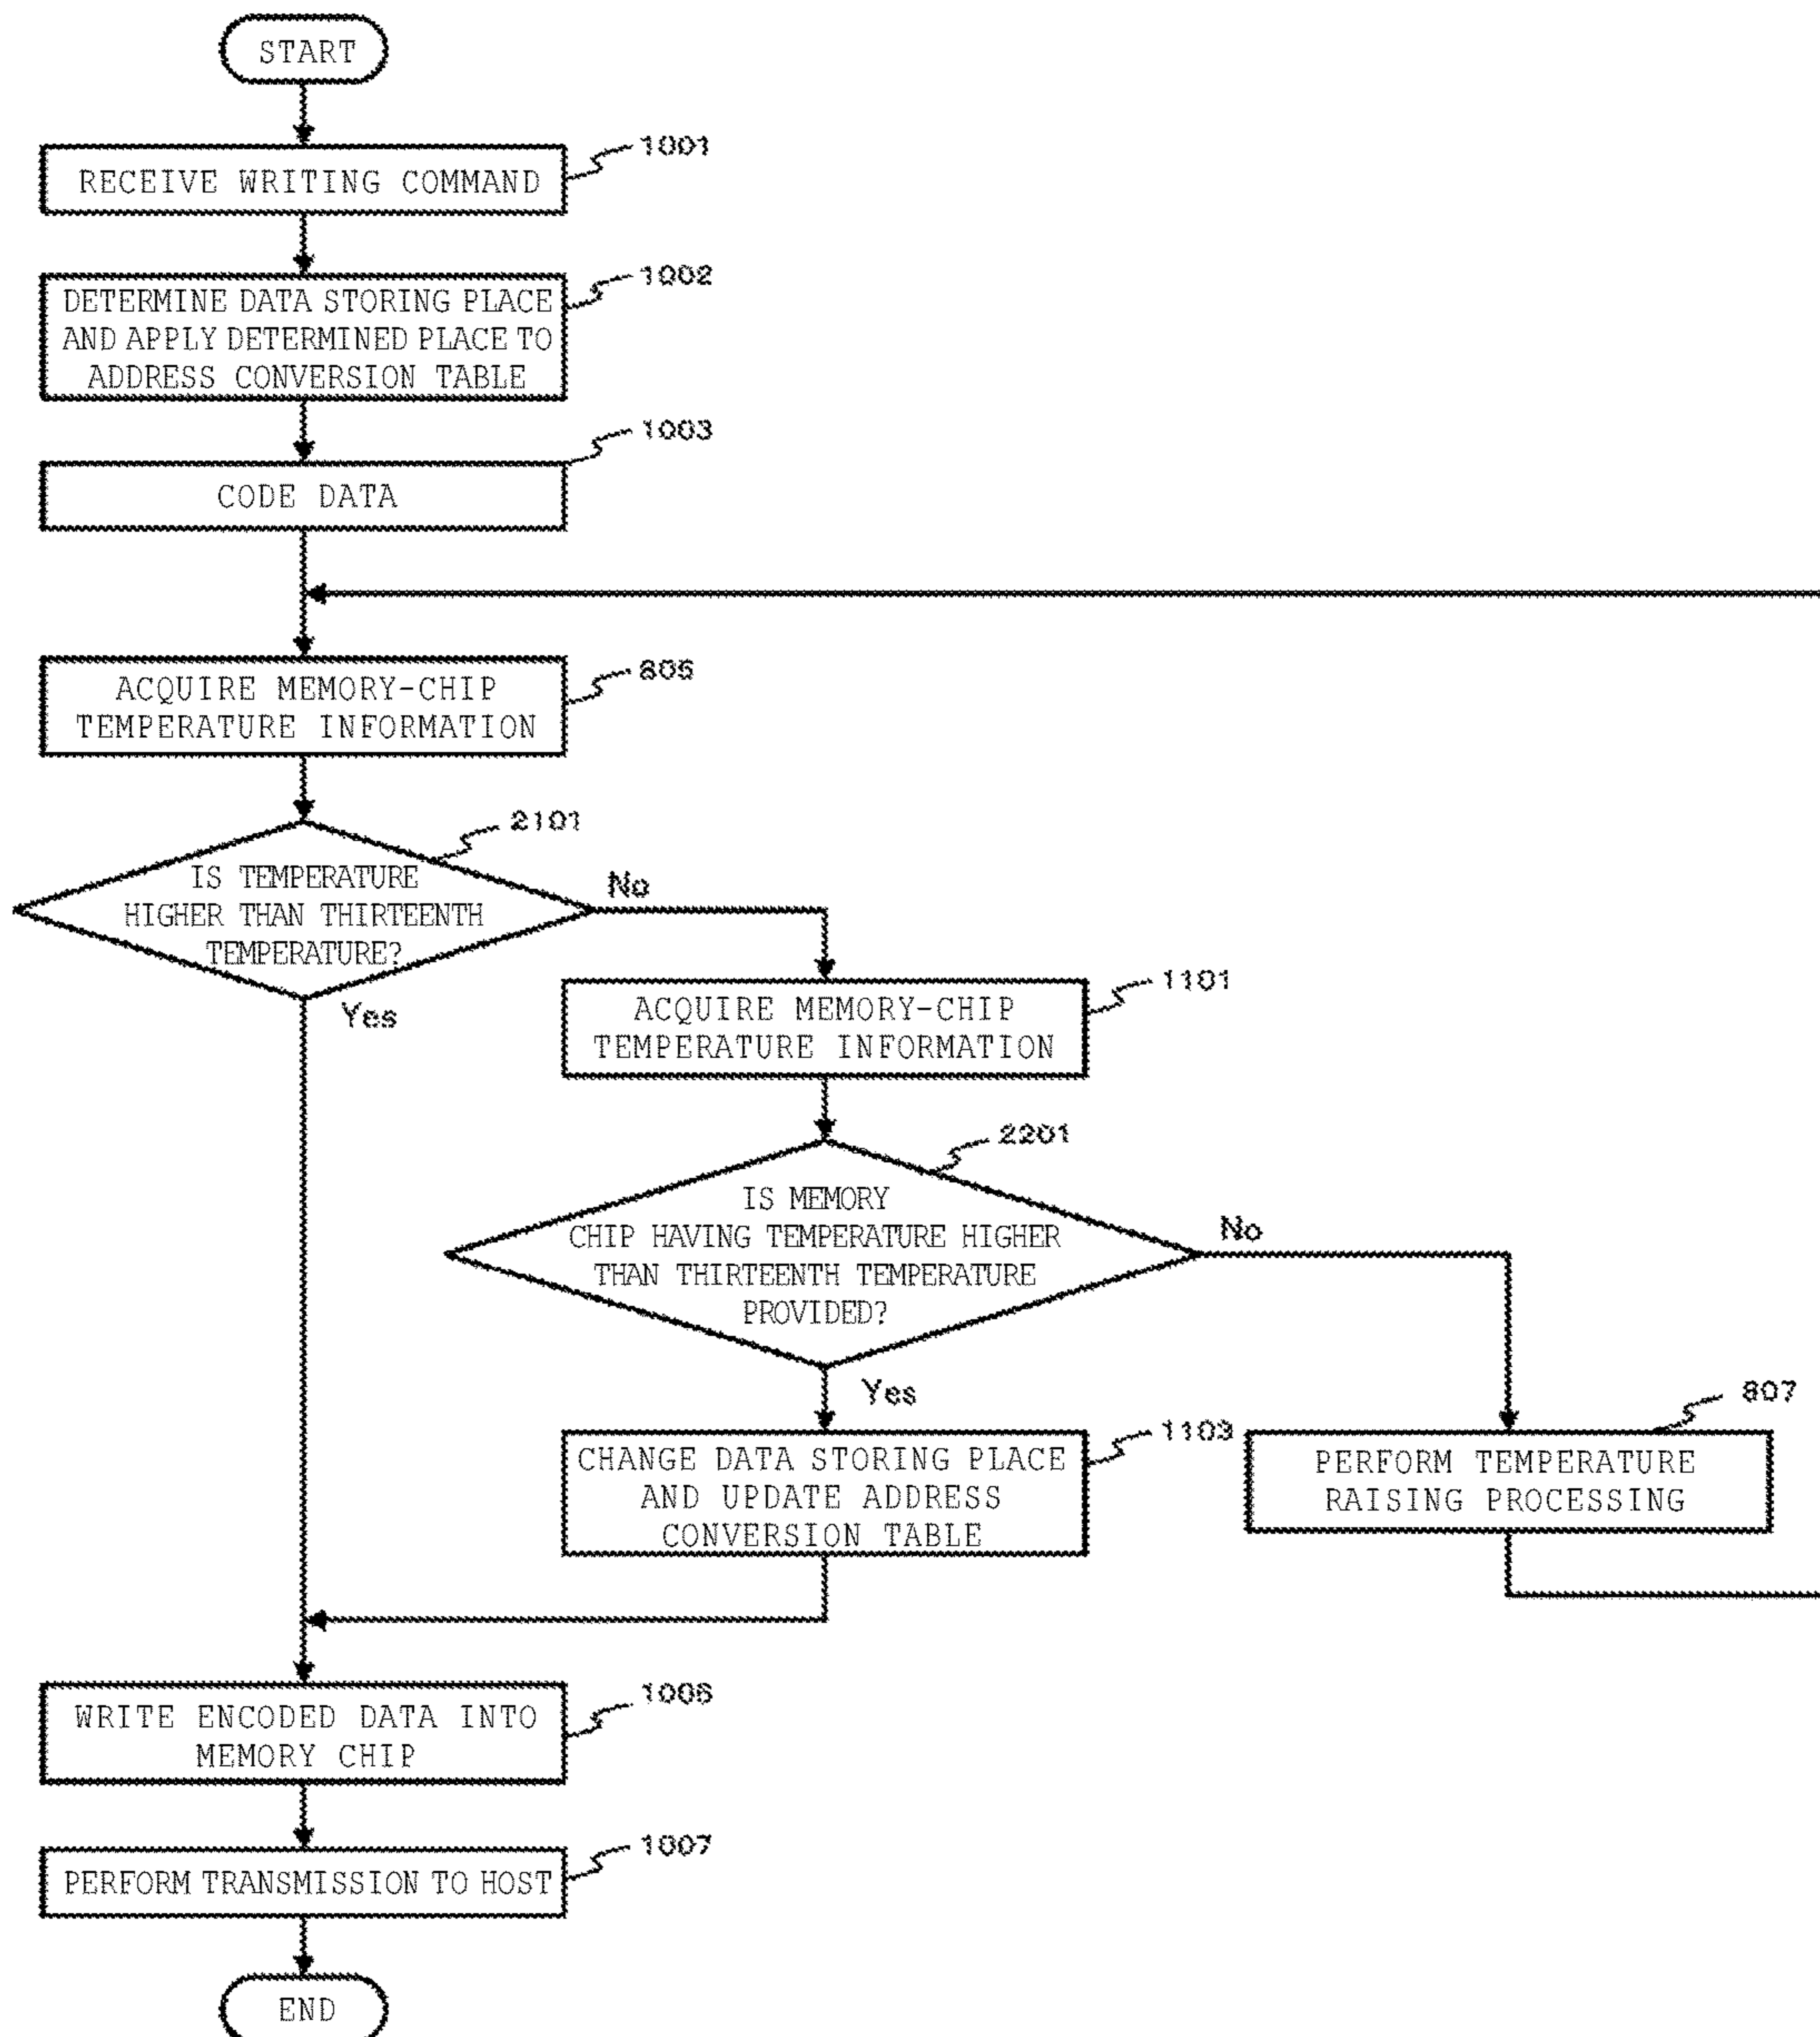 START
1001
RECEIVE WRITING COMMAND
1002
DETERMINE DATA STORING PLACE
AND APPLY DETERMINED PLACE TO
ADDRESS CONVERSION TABLE
1003
CODE DATA
805
ACQUIRE MEMORY-CHIP
TEMPERATURE INFORMATION
2101
IS TEMPERATURE
HIGHER THAN THIRTEENTH
TEMPERATURE?
No
Yes
1101
ACQUIRE MEMORY-CHIP
TEMPERATURE INFORMATION
2201
IS MEMORY
CHIP HAVING TEMPERATURE HIGHER
THAN THIRTEENTH TEMPERATURE
PROVIDED?
No
Yes
1103
CHANGE DATA STORING PLACE
AND UPDATE ADDRESS
CONVERSION TABLE
807
PERFORM TEMPERATURE
RAISING PROCESSING
1006
WRITE ENCODED DATA INTO
MEMORY CHIP
1007
PERFORM TRANSMISSION TO HOST
END